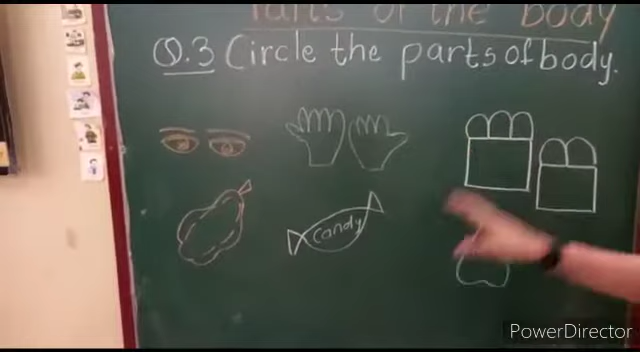 Parts of the body
Q.3 Circle the parts of body.
candy
PowerDirector